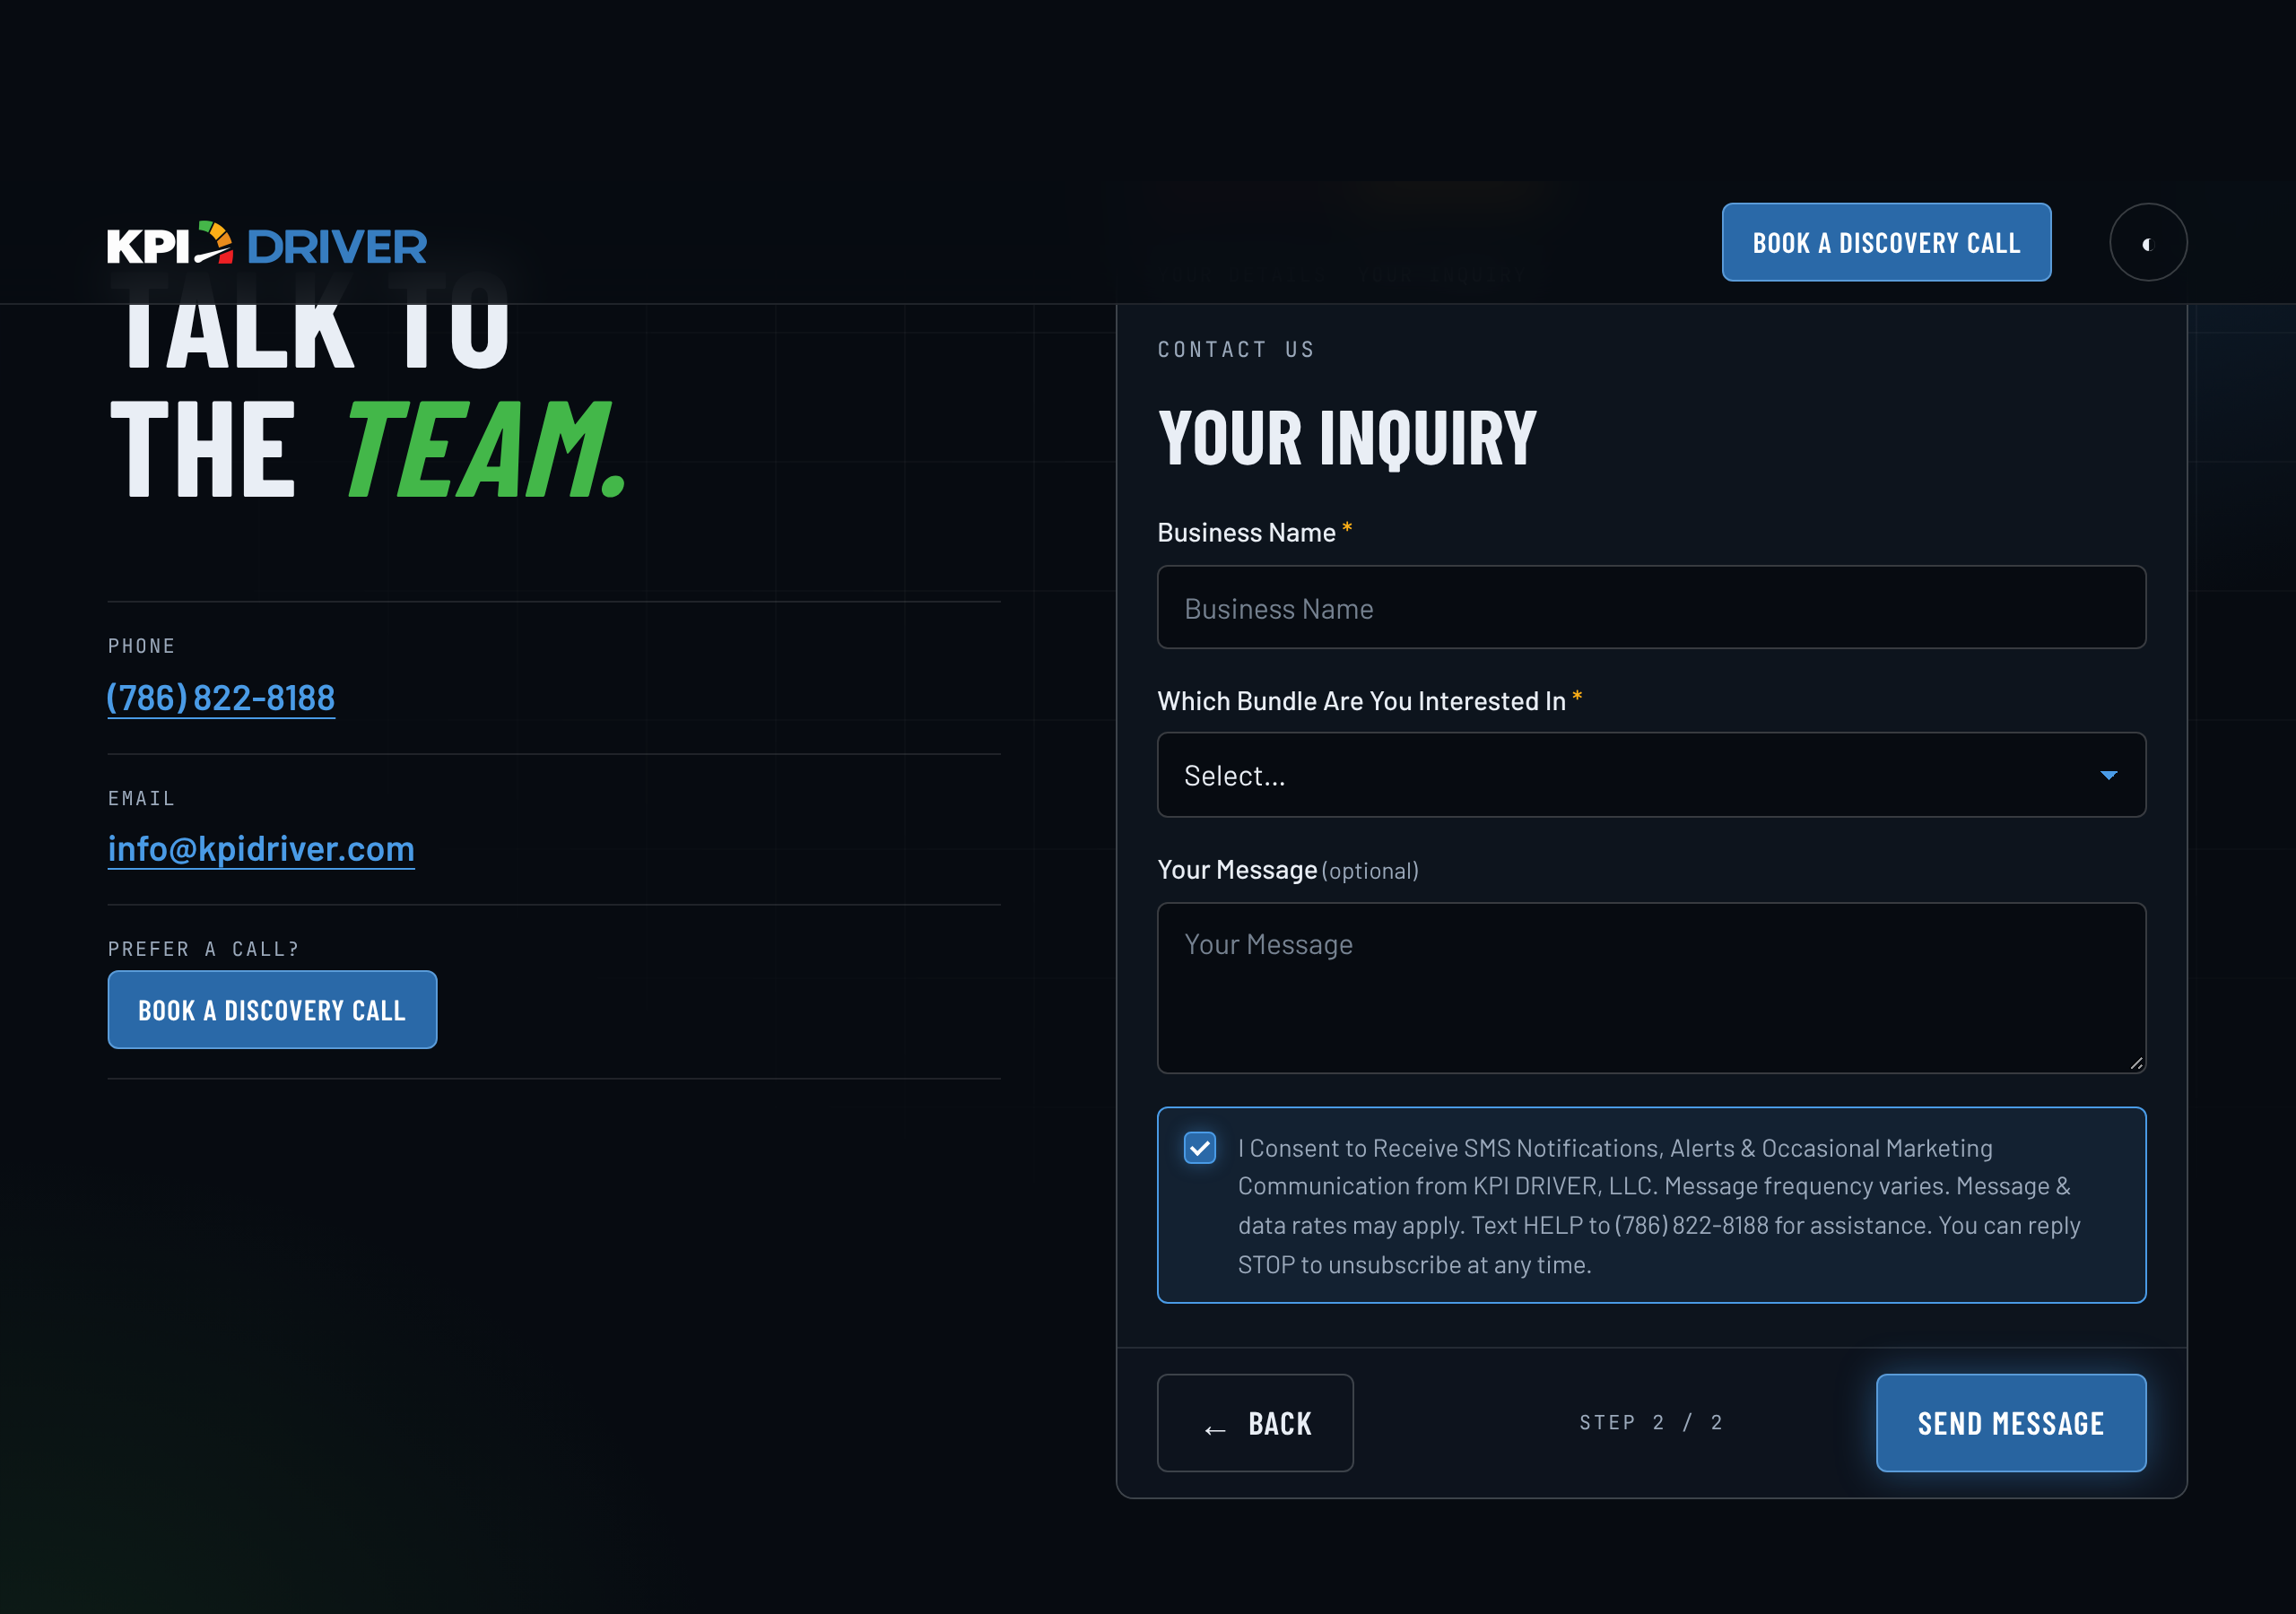 KPI DRIVER
BOOK A DISCOVERY CALL
TALK TO
THE TEAM.
PHONE
(786) 822-8188
EMAIL
info@kpidriver.com
PREFER A CALL?
BOOK A DISCOVERY CALL
CONTACT US
YOUR INQUIRY
Business Name *
Business Name
Which Bundle Are You Interested In *
Select...
Your Message (optional)
Your Message
I Consent to Receive SMS Notifications, Alerts & Occasional Marketing
Communication from KPI DRIVER, LLC. Message frequency varies. Message &
data rates may apply. Text HELP to (786) 822-8188 for assistance. You can reply
STOP to unsubscribe at any time.
← BACK
STEP 2 / 2
SEND MESSAGE